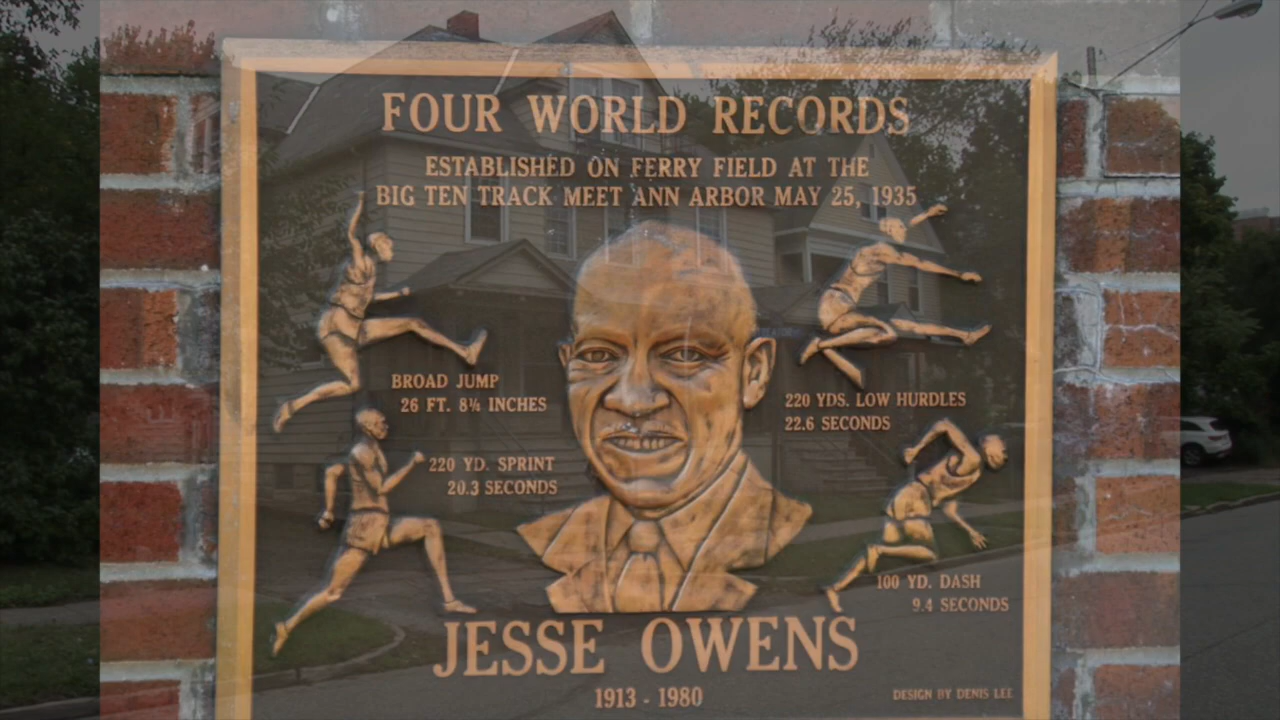 FOUR WORLD RECORDS
ESTABLISHED ON FERRY FIELD AT THE
BIG TEN TRACK MEET ANN ARBOR MAY 25, 1935
BROAD JUMP
26 FT. 8¼ INCHES
220 YDS. LOW HURDLES
22.6 SECONDS
220 YD. SPRINT
20.3 SECONDS
100 YD. DASH
9.4 SECONDS
JESSE OWENS
1913 - 1980
DESIGN BY DENIS LEE